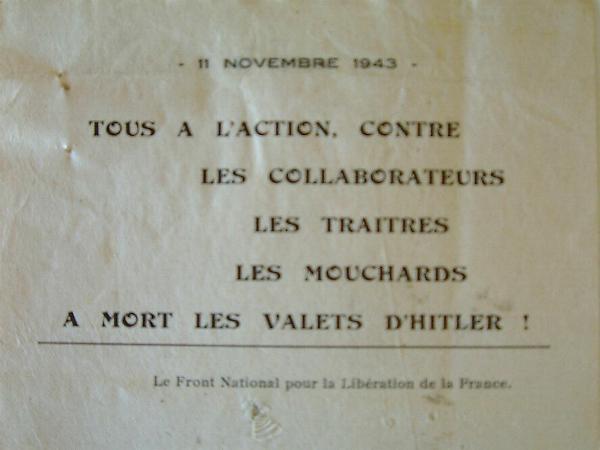 - 11 NOVEMBRE 1943 -
TOUS A L'ACTION, CONTRE
LES COLLABORATEURS
LES TRAITRES
LES MOUCHARDS
A MORT LES VALETS D'HITLER !
Le Front National pour la Libération de la France.